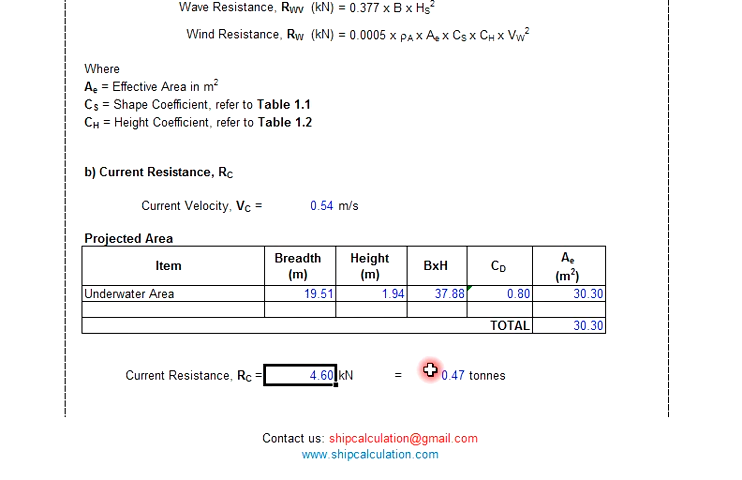 Wave Resistance, Rwv (kN) = 0.377 x B x Hs²
Wind Resistance, Rw (kN) = 0.0005 x ρA x Ae x Cs x CH x Vw²
Where
Ae = Effective Area in m²
Cs = Shape Coefficient, refer to Table 1.1
CH = Height Coefficient, refer to Table 1.2
b) Current Resistance, Rc
Current Velocity, Vc = 0.54 m/s
Projected Area
Item Breadth (m) Height (m) BxH CD Ae (m²)
Underwater Area 19.51 1.94 37.88 0.80 30.30
TOTAL 30.30
Current Resistance, Rc = 4.60 kN = 0.47 tonnes
Contact us: shipcalculation@gmail.com
www.shipcalculation.com